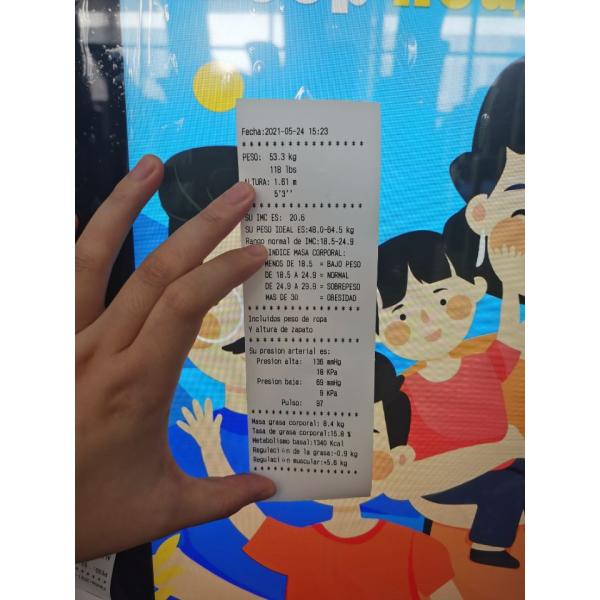 Fecha:2021-05-24 15:23
****************
PESO: 53.3 kg
118 lbs
ALTURA: 1.61 m
5'3''
****************
SU IMC ES: 20.6
SU PESO IDEAL ES:48.0-64.5 kg
Rango normal de IMC:18.5-24.9
INDICE MASA CORPORAL:
MENOS DE 18.5 = BAJO PESO
DE 18.5 A 24.9 = NORMAL
DE 24.9 A 29.9 = SOBREPESO
MAS DE 30 = OBESIDAD
****************
Incluidos peso de ropa
Y altura de zapato
****************
Su presion arterial es:
Presion alta: 136 mmHg
18 KPa
Presion baja: 69 mmHg
9 KPa
Pulso: 97
****************
Masa grasa corporal: 8.4 kg
Tasa de grasa corporal:15.8 %
Metabolismo basal:1340 Kcal
Regulación de la grasa:-0.9 kg
Regulación muscular:+5.6 kg
****************